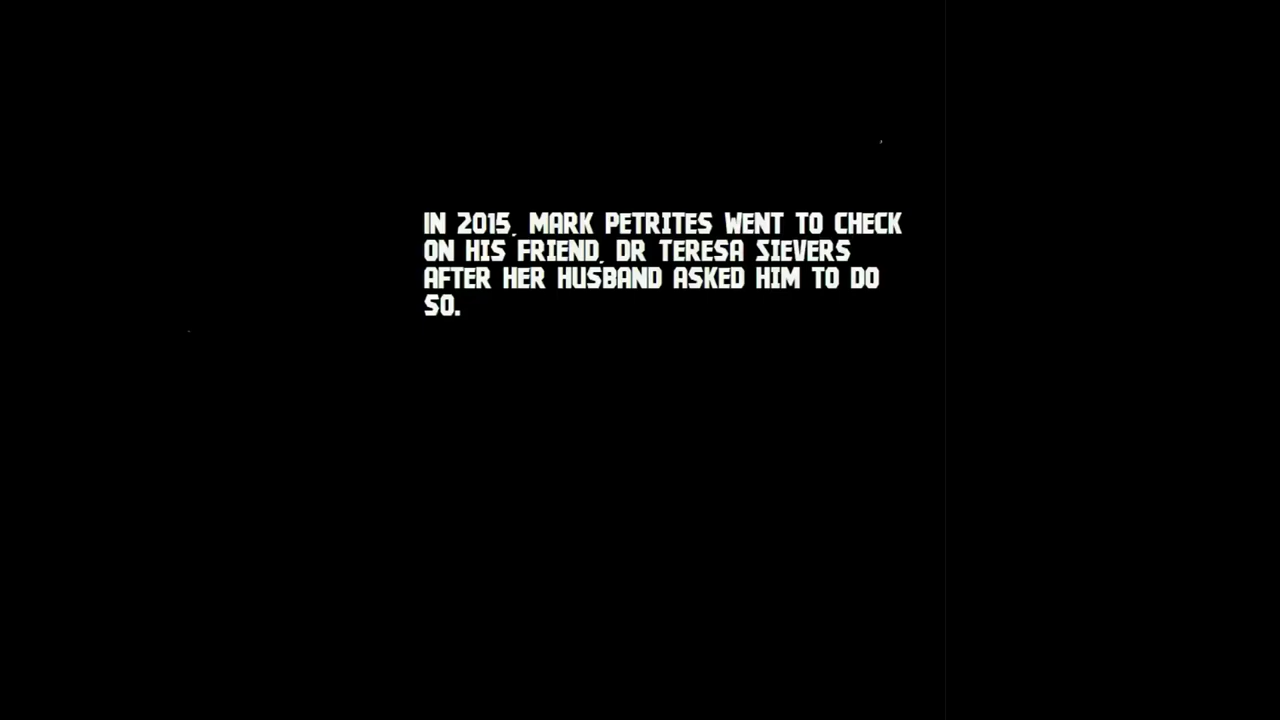 IN 2015, MARK PETRITES WENT TO CHECK
ON HIS FRIEND, DR TERESA SIEVERS
AFTER HER HUSBAND ASKED HIM TO DO
SO.